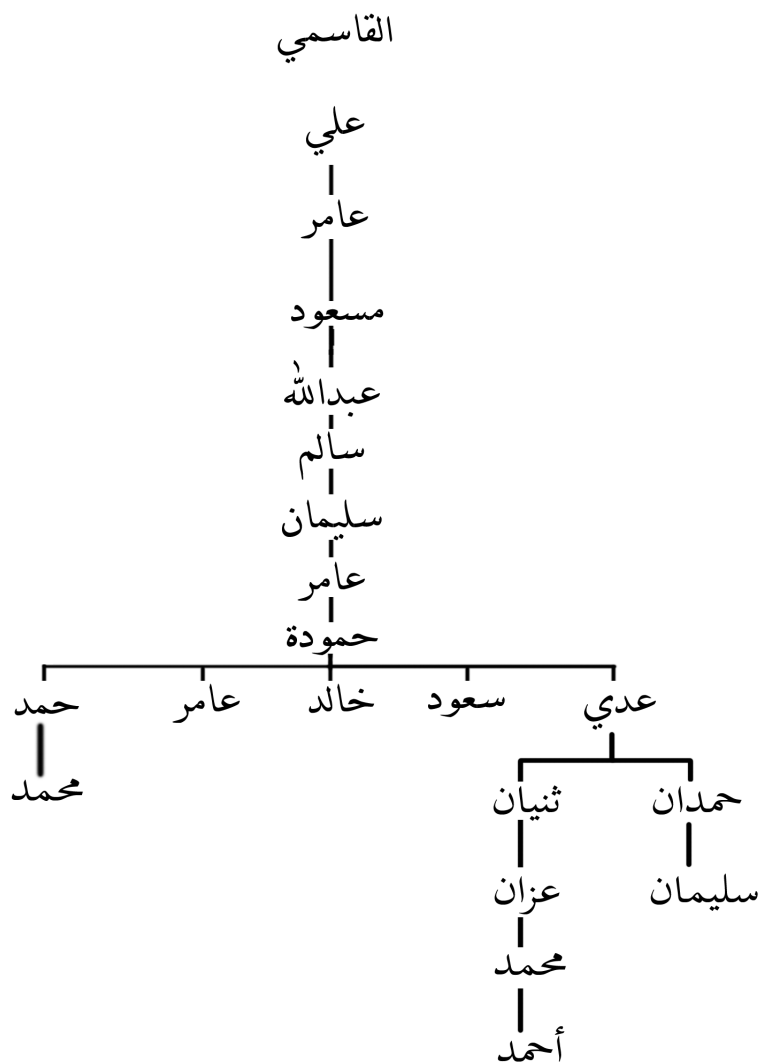 القاسمي
علي
عامر
مسعود
عبدالله
سالم
سليمان
عامر
حمودة
عدي سعود خالد عامر حمد
حمدان ثنيان محمد
سليمان عزان
محمد
أحمد